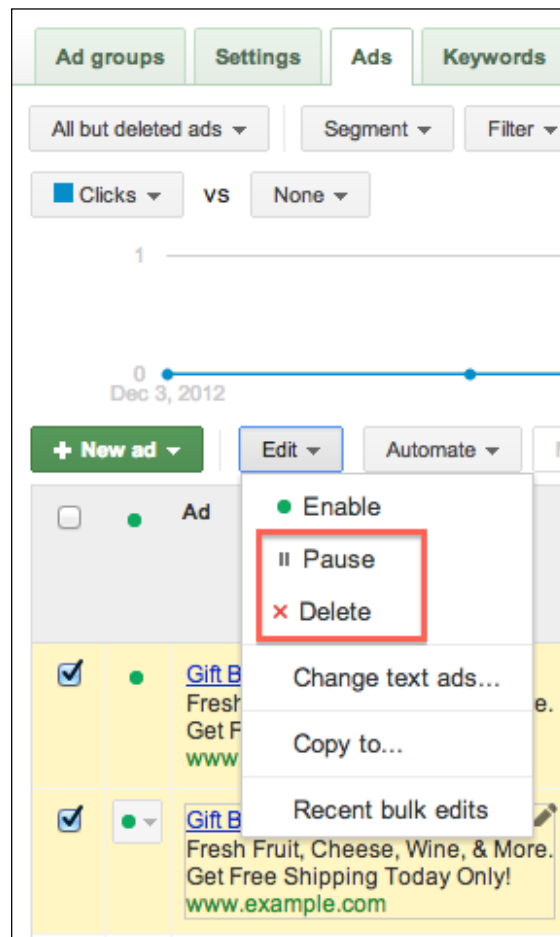 Ad groups Settings Ads Keywords
All but deleted ads Segment Filter
Clicks vs None
1
0
Dec 3, 2012
+ New ad Edit Automate
Ad
Enable
Pause
Delete
Change text ads...
Copy to...
Recent bulk edits
Gift B
Fresh e.
Get F
www
Gift B
Fresh Fruit, Cheese, Wine, & More.
Get Free Shipping Today Only!
www.example.com